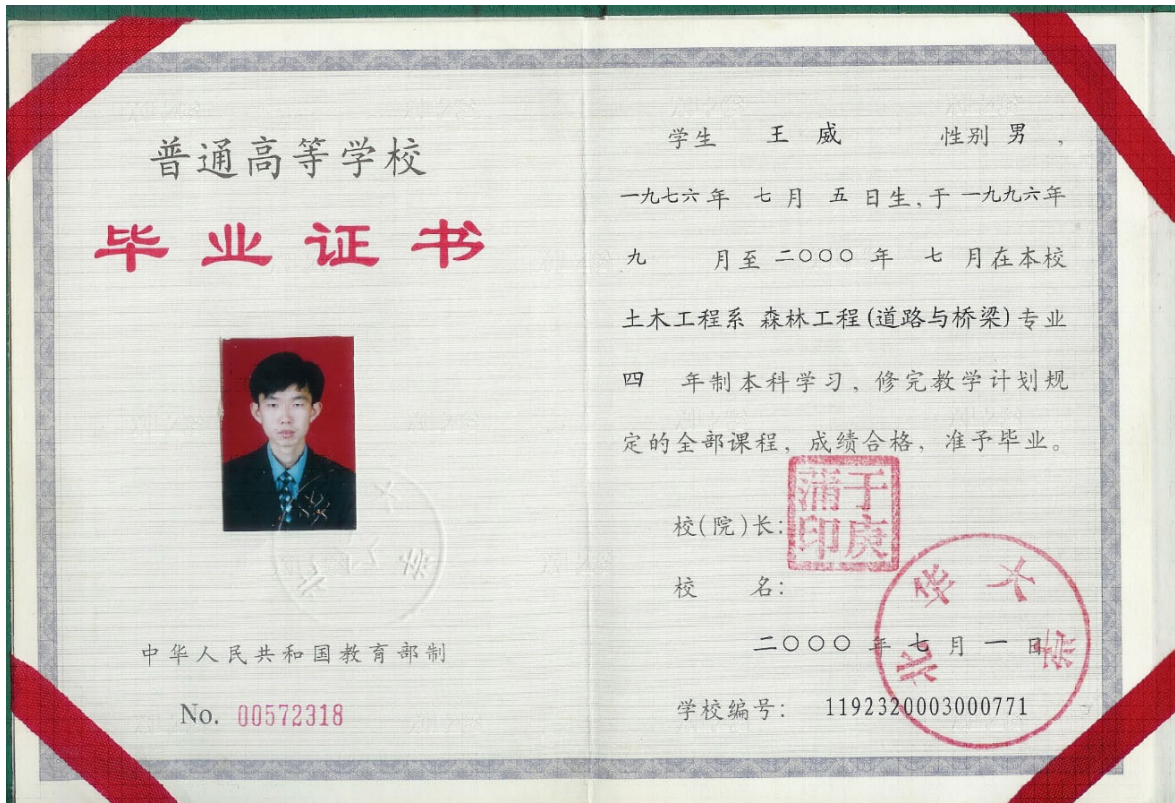 普通高等学校
毕业证书
中华人民共和国教育部制
No. 00572318
学生 王威 性别 男,
一九七六年 七月 五日生,于 一九九六年
九 月至 二〇〇〇 年 七 月在本校
土木工程系 森林工程(道路与桥梁)专业
四 年制本科学习,修完教学计划规
定的全部课程,成绩合格,准予毕业。
校(院)长:
于庚蒲印
校 名:
北华大学
二〇〇〇 年 七 月 一 日
学校编号: 1192320003000771